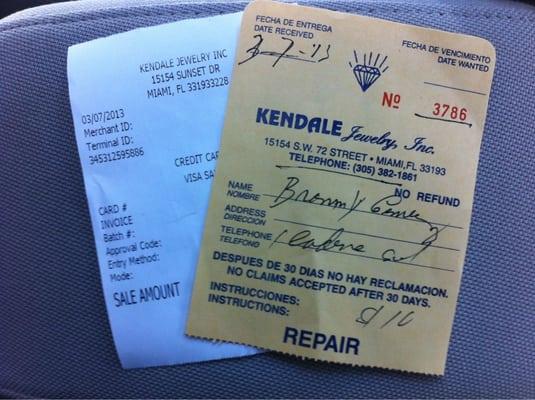 KENDALE JEWELRY INC
15154 SUNSET DR
MIAMI, FL 331933228
03/07/2013
Merchant ID:
Terminal ID:
345312595886
CREDIT CAR
VISA SA
CARD #
INVOICE
Batch #:
Approval Code:
Entry Method:
Mode:
SALE AMOUNT
FECHA DE ENTREGA
DATE RECEIVED
3-7-13
FECHA DE VENCIMIENTO
DATE WANTED
Nº 3786
KENDALE Jewelry, Inc.
15154 S.W. 72 STREET • MIAMI, FL 33193
TELEPHONE: (305) 382-1861
NO REFUND
NAME
NOMBRE
ADDRESS
DIRECCION
TELEPHONE
TELEFONO
DESPUES DE 30 DIAS NO HAY RECLAMACION.
NO CLAIMS ACCEPTED AFTER 30 DAYS.
INSTRUCCIONES:
INSTRUCTIONS:
REPAIR